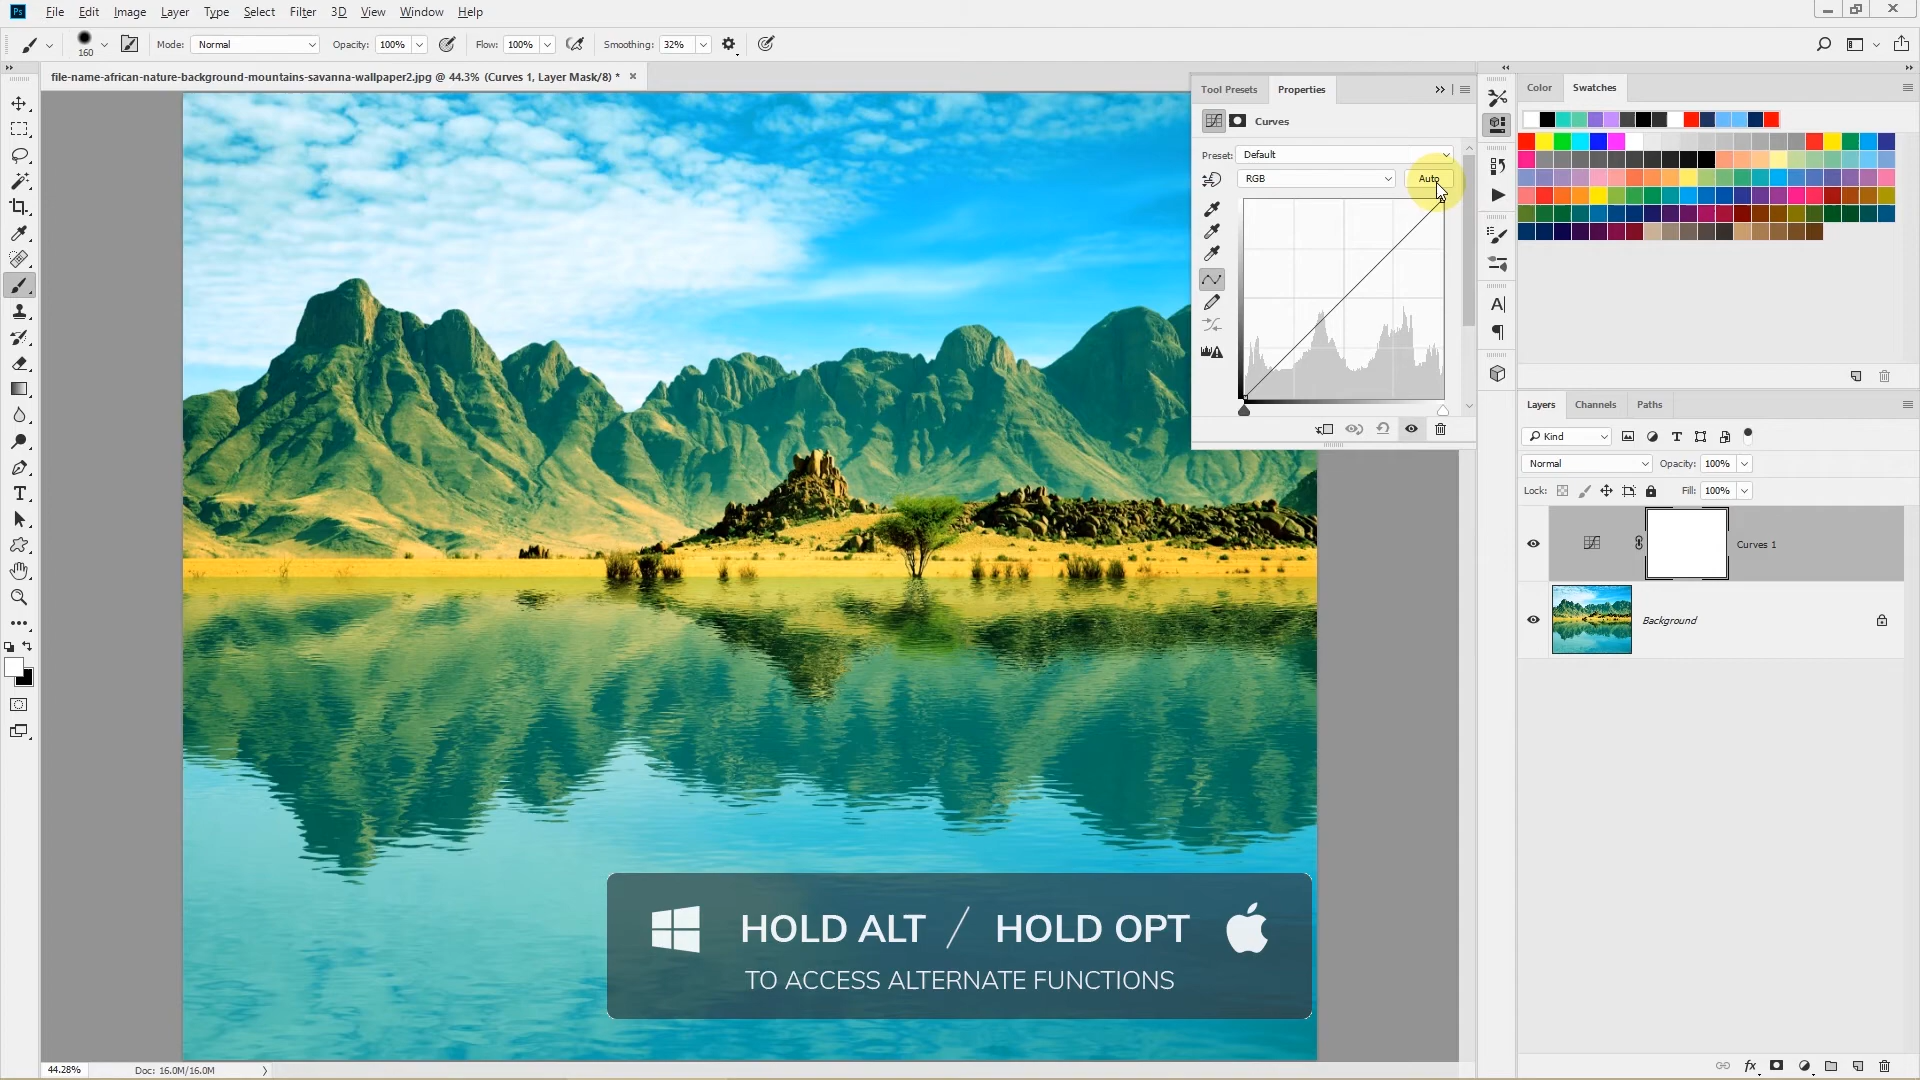 Ps File Edit Image Layer Type Select Filter 3D View Window Help
160 Mode: Normal Opacity: 100% Flow: 100% Smoothing: 32%
file-name-african-nature-background-mountains-savanna-wallpaper2.jpg @ 44.3% (Curves 1, Layer Mask/8) *
Tool Presets Properties
Curves
Preset: Default
RGB Auto
Color Swatches
Layers Channels Paths
Kind
Normal Opacity: 100%
Lock: Fill: 100%
Curves 1
Background
HOLD ALT / HOLD OPT
TO ACCESS ALTERNATE FUNCTIONS
44.28% Doc: 16.0M/16.0M
fx